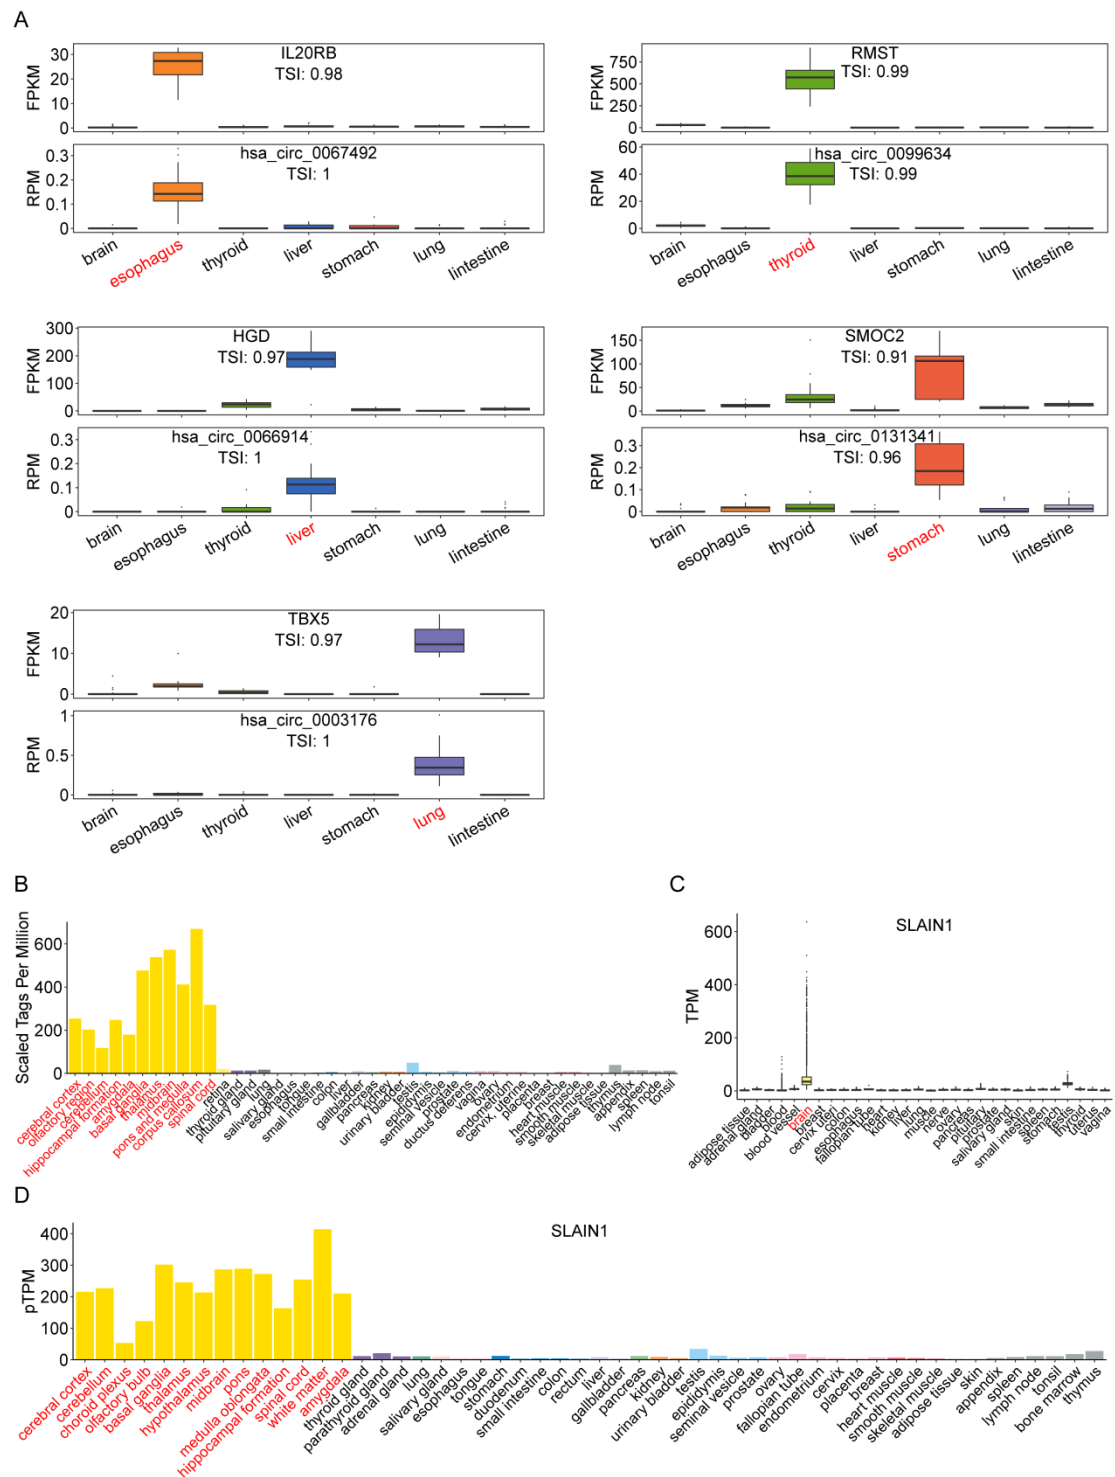 A
IL20RB
TSI: 0.98
FPKM
30
20
10
0
hsa_circ_0067492
TSI: 1
RPM
0.3
0.2
0.1
0
brain
esophagus
thyroid
liver
stomach
lung
lintestine
RMST
TSI: 0.99
FPKM
750
500
250
0
hsa_circ_0099634
TSI: 0.99
RPM
60
40
20
0
brain
esophagus
thyroid
liver
stomach
lung
lintestine
HGD
TSI: 0.97
FPKM
300
200
100
0
hsa_circ_0066914
TSI: 1
RPM
0.3
0.2
0.1
0
brain
esophagus
thyroid
liver
stomach
lung
lintestine
SMOC2
TSI: 0.91
FPKM
150
100
50
0
hsa_circ_0131341
TSI: 0.96
RPM
0.3
0.2
0.1
0
brain
esophagus
thyroid
liver
stomach
lung
lintestine
TBX5
TSI: 0.97
FPKM
20
10
0
hsa_circ_0003176
TSI: 1
RPM
1
0.5
0
brain
esophagus
thyroid
liver
stomach
lung
lintestine
B
Scaled Tags Per Million
600
400
200
0
cerebral cortex
olfactory region
cerebellum
hippocampal formation
amygdala
basal ganglia
thalamus
midbrain
pons and medulla
corpus callosum
spinal cord
retina
thyroid gland
pituitary gland
lung
salivary gland
esophagus
tongue
small intestine
colon
liver
gallbladder
pancreas
kidney
urinary bladder
testis
epididymis
seminal vesicle
prostate
ductus deferens
vagina
ovary
endometrium
cervix, uterine
placenta
breast
heart muscle
smooth muscle
skeletal muscle
adipose tissue
thymus
appendix
spleen
lymph node
tonsil
C
SLAIN1
TPM
600
400
200
0
adipose tissue
adrenal gland
bladder
blood
blood vessel
brain
breast
cervix uteri
colon
esophagus
fallopian tube
heart
kidney
liver
lung
muscle
nerve
ovary
pancreas
pituitary
prostate
salivary gland
skin
small intestine
spleen
stomach
testis
thyroid
uterus
vagina
D
SLAIN1
pTPM
400
300
200
100
0
cerebral cortex
cerebellum
choroid plexus
olfactory bulb
basal ganglia
thalamus
hypothalamus
midbrain
pons
medulla oblongata
hippocampal formation
spinal cord
white matter
amygdala
thyroid gland
parathyroid gland
adrenal gland
lung
salivary gland
esophagus
tongue
stomach
duodenum
small intestine
colon
rectum
liver
gallbladder
pancreas
kidney
urinary bladder
testis
epididymis
seminal vesicle
prostate
ovary
fallopian tube
endometrium
cervix
placenta
breast
heart muscle
smooth muscle
skeletal muscle
adipose tissue
skin
appendix
spleen
lymph node
tonsil
bone marrow
thymus